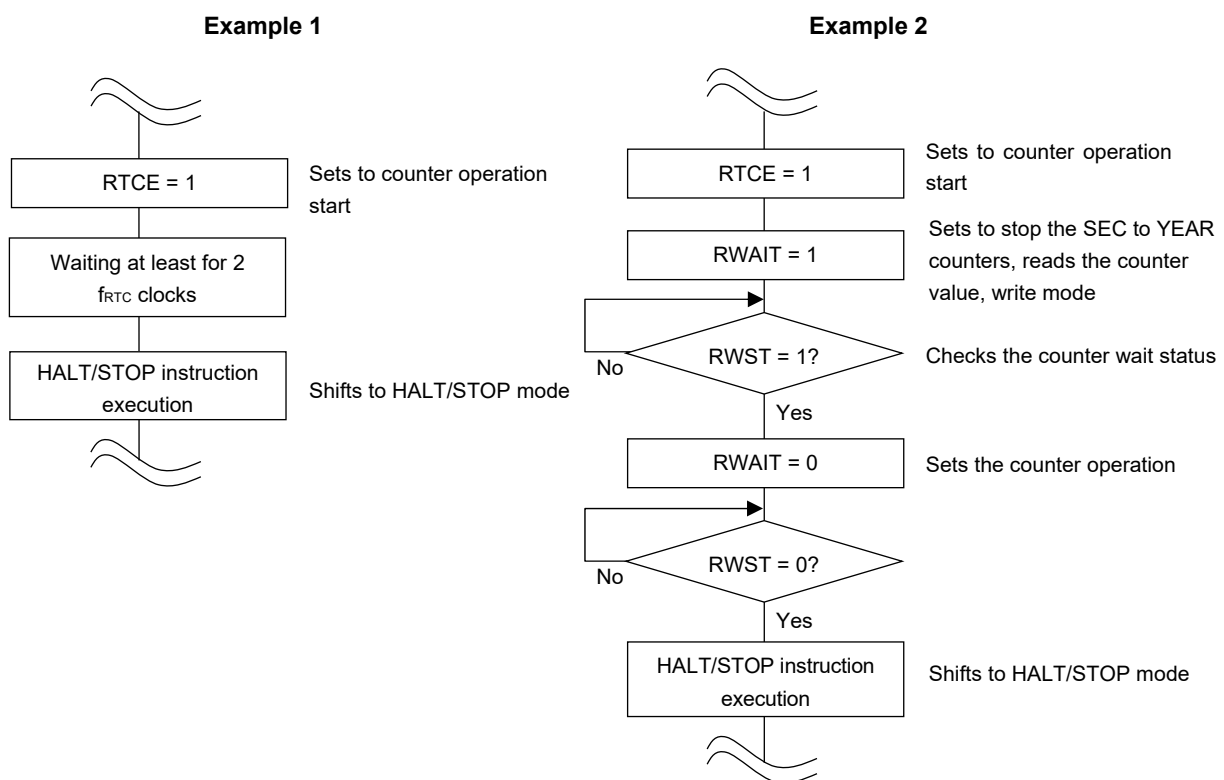 Example 1
RTCE = 1
Sets to counter operation
start
Waiting at least for 2
fRTC clocks
HALT/STOP instruction
execution
Shifts to HALT/STOP mode
Example 2
RTCE = 1
Sets to counter operation
start
RWAIT = 1
Sets to stop the SEC to YEAR
counters, reads the counter
value, write mode
RWST = 1?
No
Checks the counter wait status
Yes
RWAIT = 0
Sets the counter operation
RWST = 0?
No
Yes
HALT/STOP instruction
execution
Shifts to HALT/STOP mode